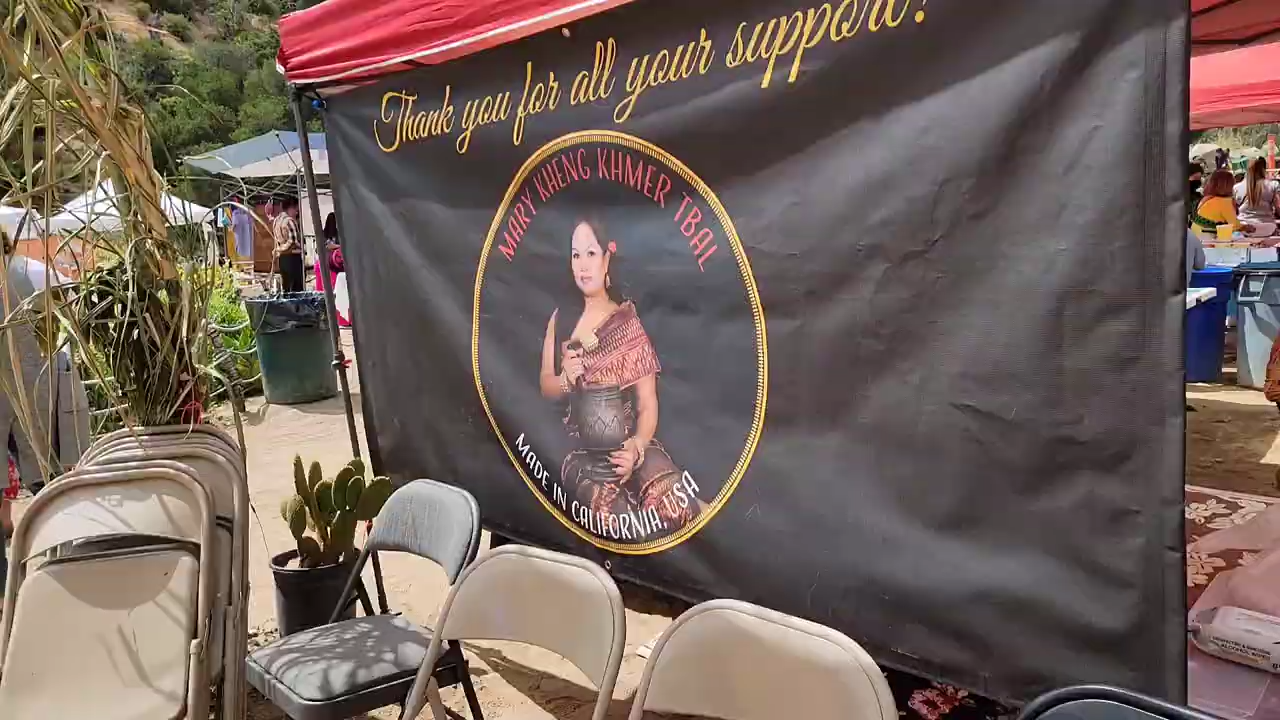 Thank you for all your support!
MARY KHENG KHMER TBAL
MADE IN CALIFORNIA, USA